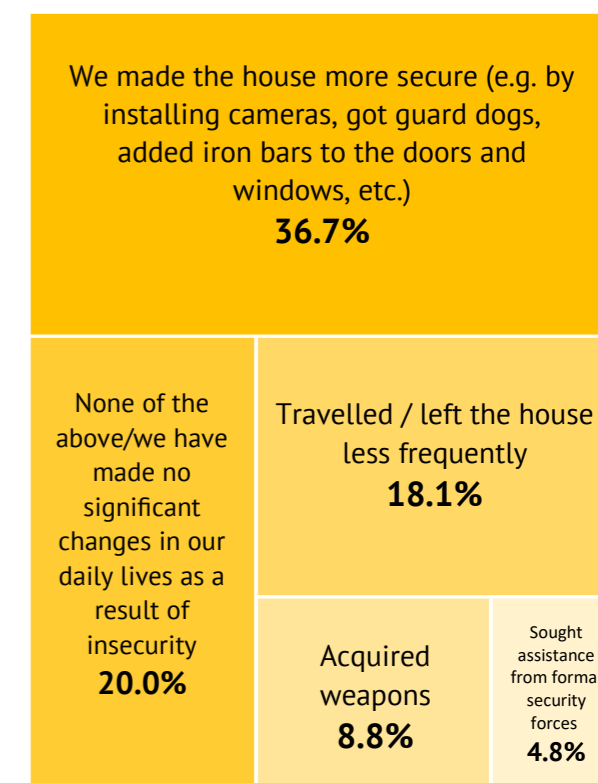 We made the house more secure (e.g. by
installing cameras, got guard dogs,
added iron bars to the doors and
windows, etc.)
36.7%
None of the
above/we have
made no
significant
changes in our
daily lives as a
result of
insecurity
20.0%
Travelled / left the house
less frequently
18.1%
Acquired
weapons
8.8%
Sought
assistance
from forma
security
forces
4.8%